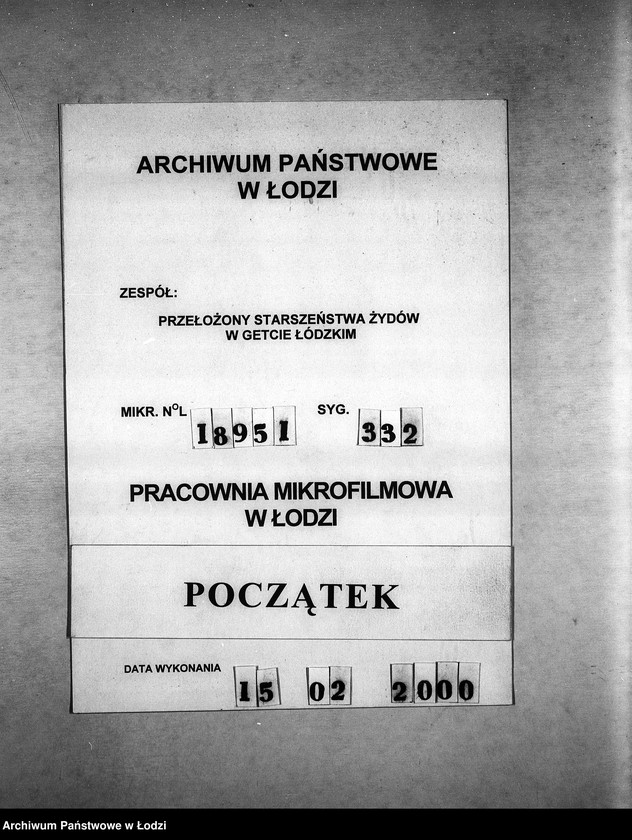 ARCHIWUM PAŃSTWOWE
W ŁODZI
ZESPÓŁ:
PRZEŁOŻONY STARSZEŃSTWA ŻYDÓW
W GETCIE ŁÓDZKIM
MIKR. NºL 18951 SYG. 332
PRACOWNIA MIKROFILMOWA
W ŁODZI
POCZĄTEK
DATA WYKONANIA 15 02 2000
Archiwum Państwowe w Łodzi